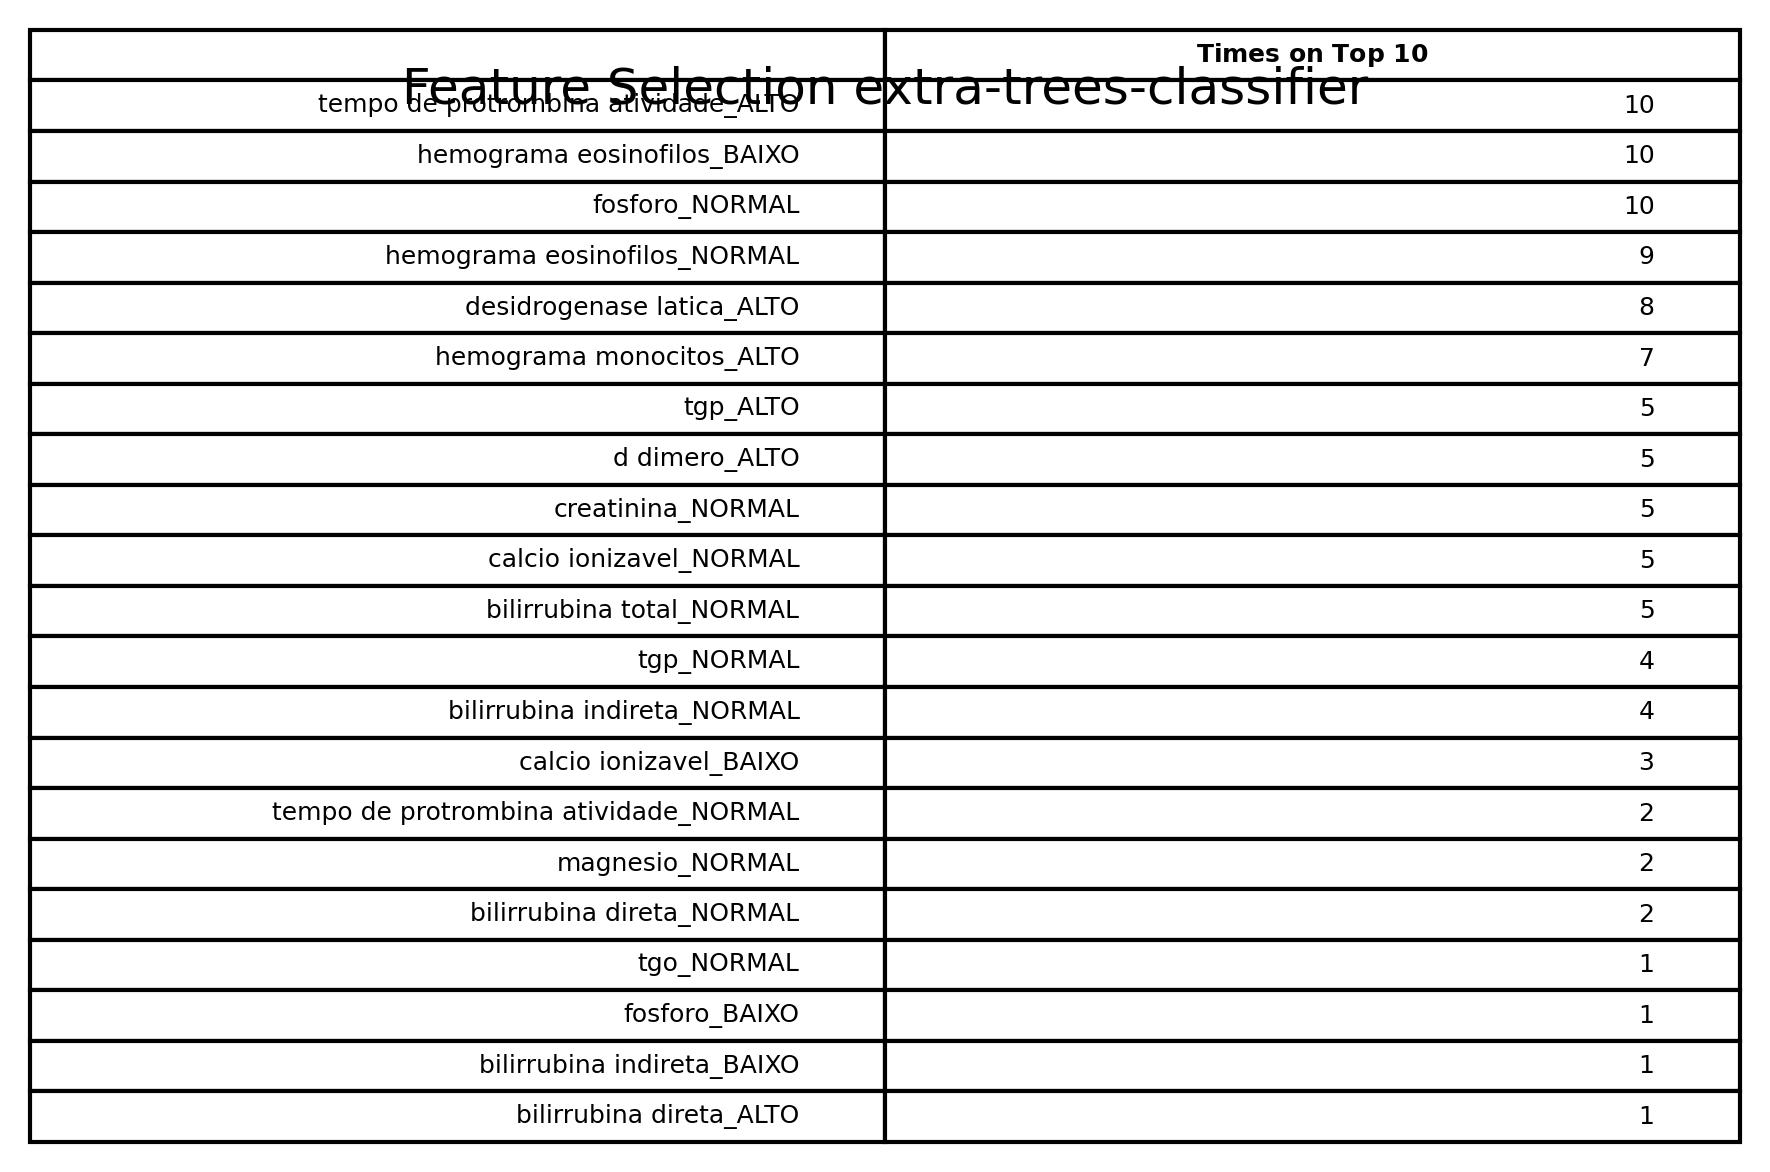 Times on Top 10
Feature Selection extra-trees-classifier
tempo de protrombina atividade_ALTO 10
hemograma eosinofilos_BAIXO 10
fosforo_NORMAL 10
hemograma eosinofilos_NORMAL 9
desidrogenase latica_ALTO 8
hemograma monocitos_ALTO 7
tgp_ALTO 5
d dimero_ALTO 5
creatinina_NORMAL 5
calcio ionizavel_NORMAL 5
bilirrubina total_NORMAL 5
tgp_NORMAL 4
bilirrubina indireta_NORMAL 4
calcio ionizavel_BAIXO 3
tempo de protrombina atividade_NORMAL 2
magnesio_NORMAL 2
bilirrubina direta_NORMAL 2
tgo_NORMAL 1
fosforo_BAIXO 1
bilirrubina indireta_BAIXO 1
bilirrubina direta_ALTO 1